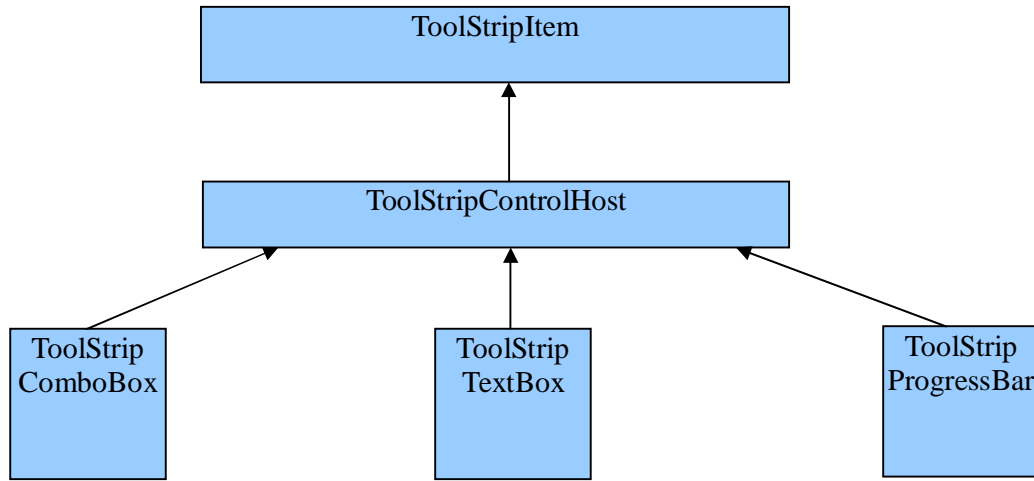 ToolStripItem
ToolStripControlHost
ToolStrip
ComboBox
ToolStrip
TextBox
ToolStrip
ProgressBar